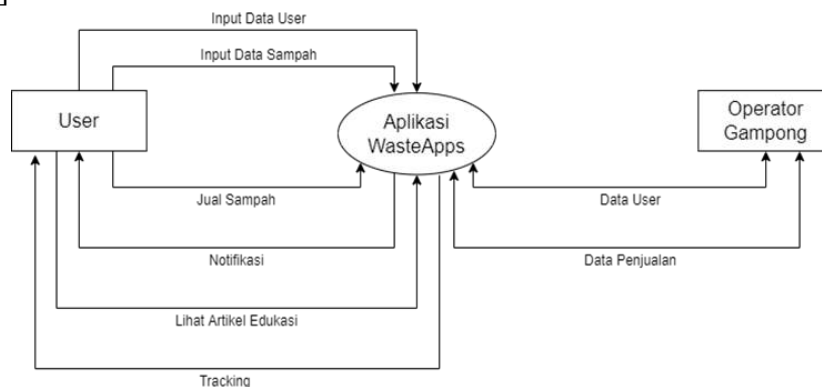 Input Data User
Input Data Sampah
User
Aplikasi
WasteApps
Operator
Gampong
Jual Sampah
Data User
Notifikasi
Data Penjualan
Lihat Artikel Edukasi
Tracking